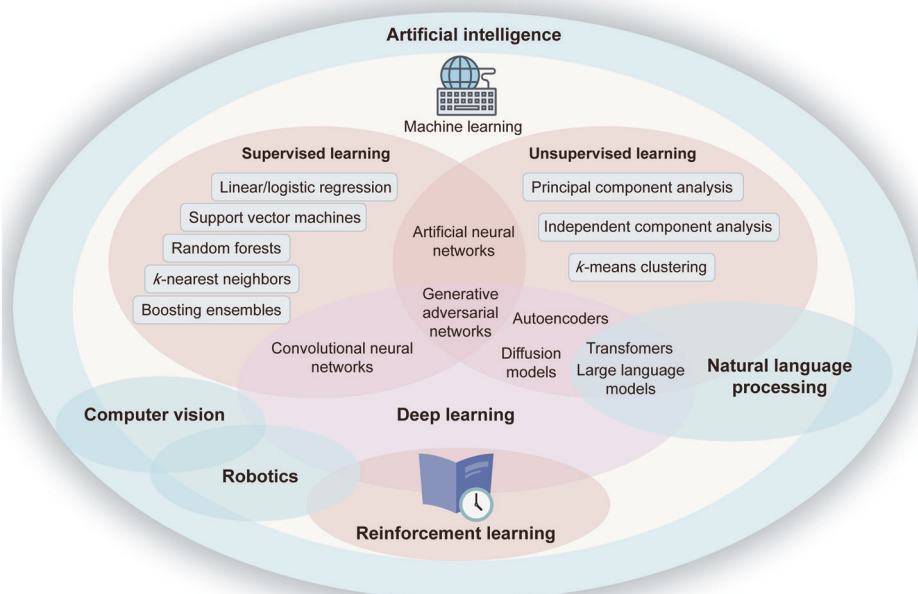 Artificial intelligence
Machine learning
Supervised learning
Linear/logistic regression
Support vector machines
Random forests
k-nearest neighbors
Boosting ensembles
Unsupervised learning
Principal component analysis
Independent component analysis
k-means clustering
Artificial neural
networks
Generative
adversarial
networks
Autoencoders
Convolutional neural
networks
Diffusion
models
Transfomers
Large language
models
Natural language
processing
Computer vision
Deep learning
Robotics
Reinforcement learning